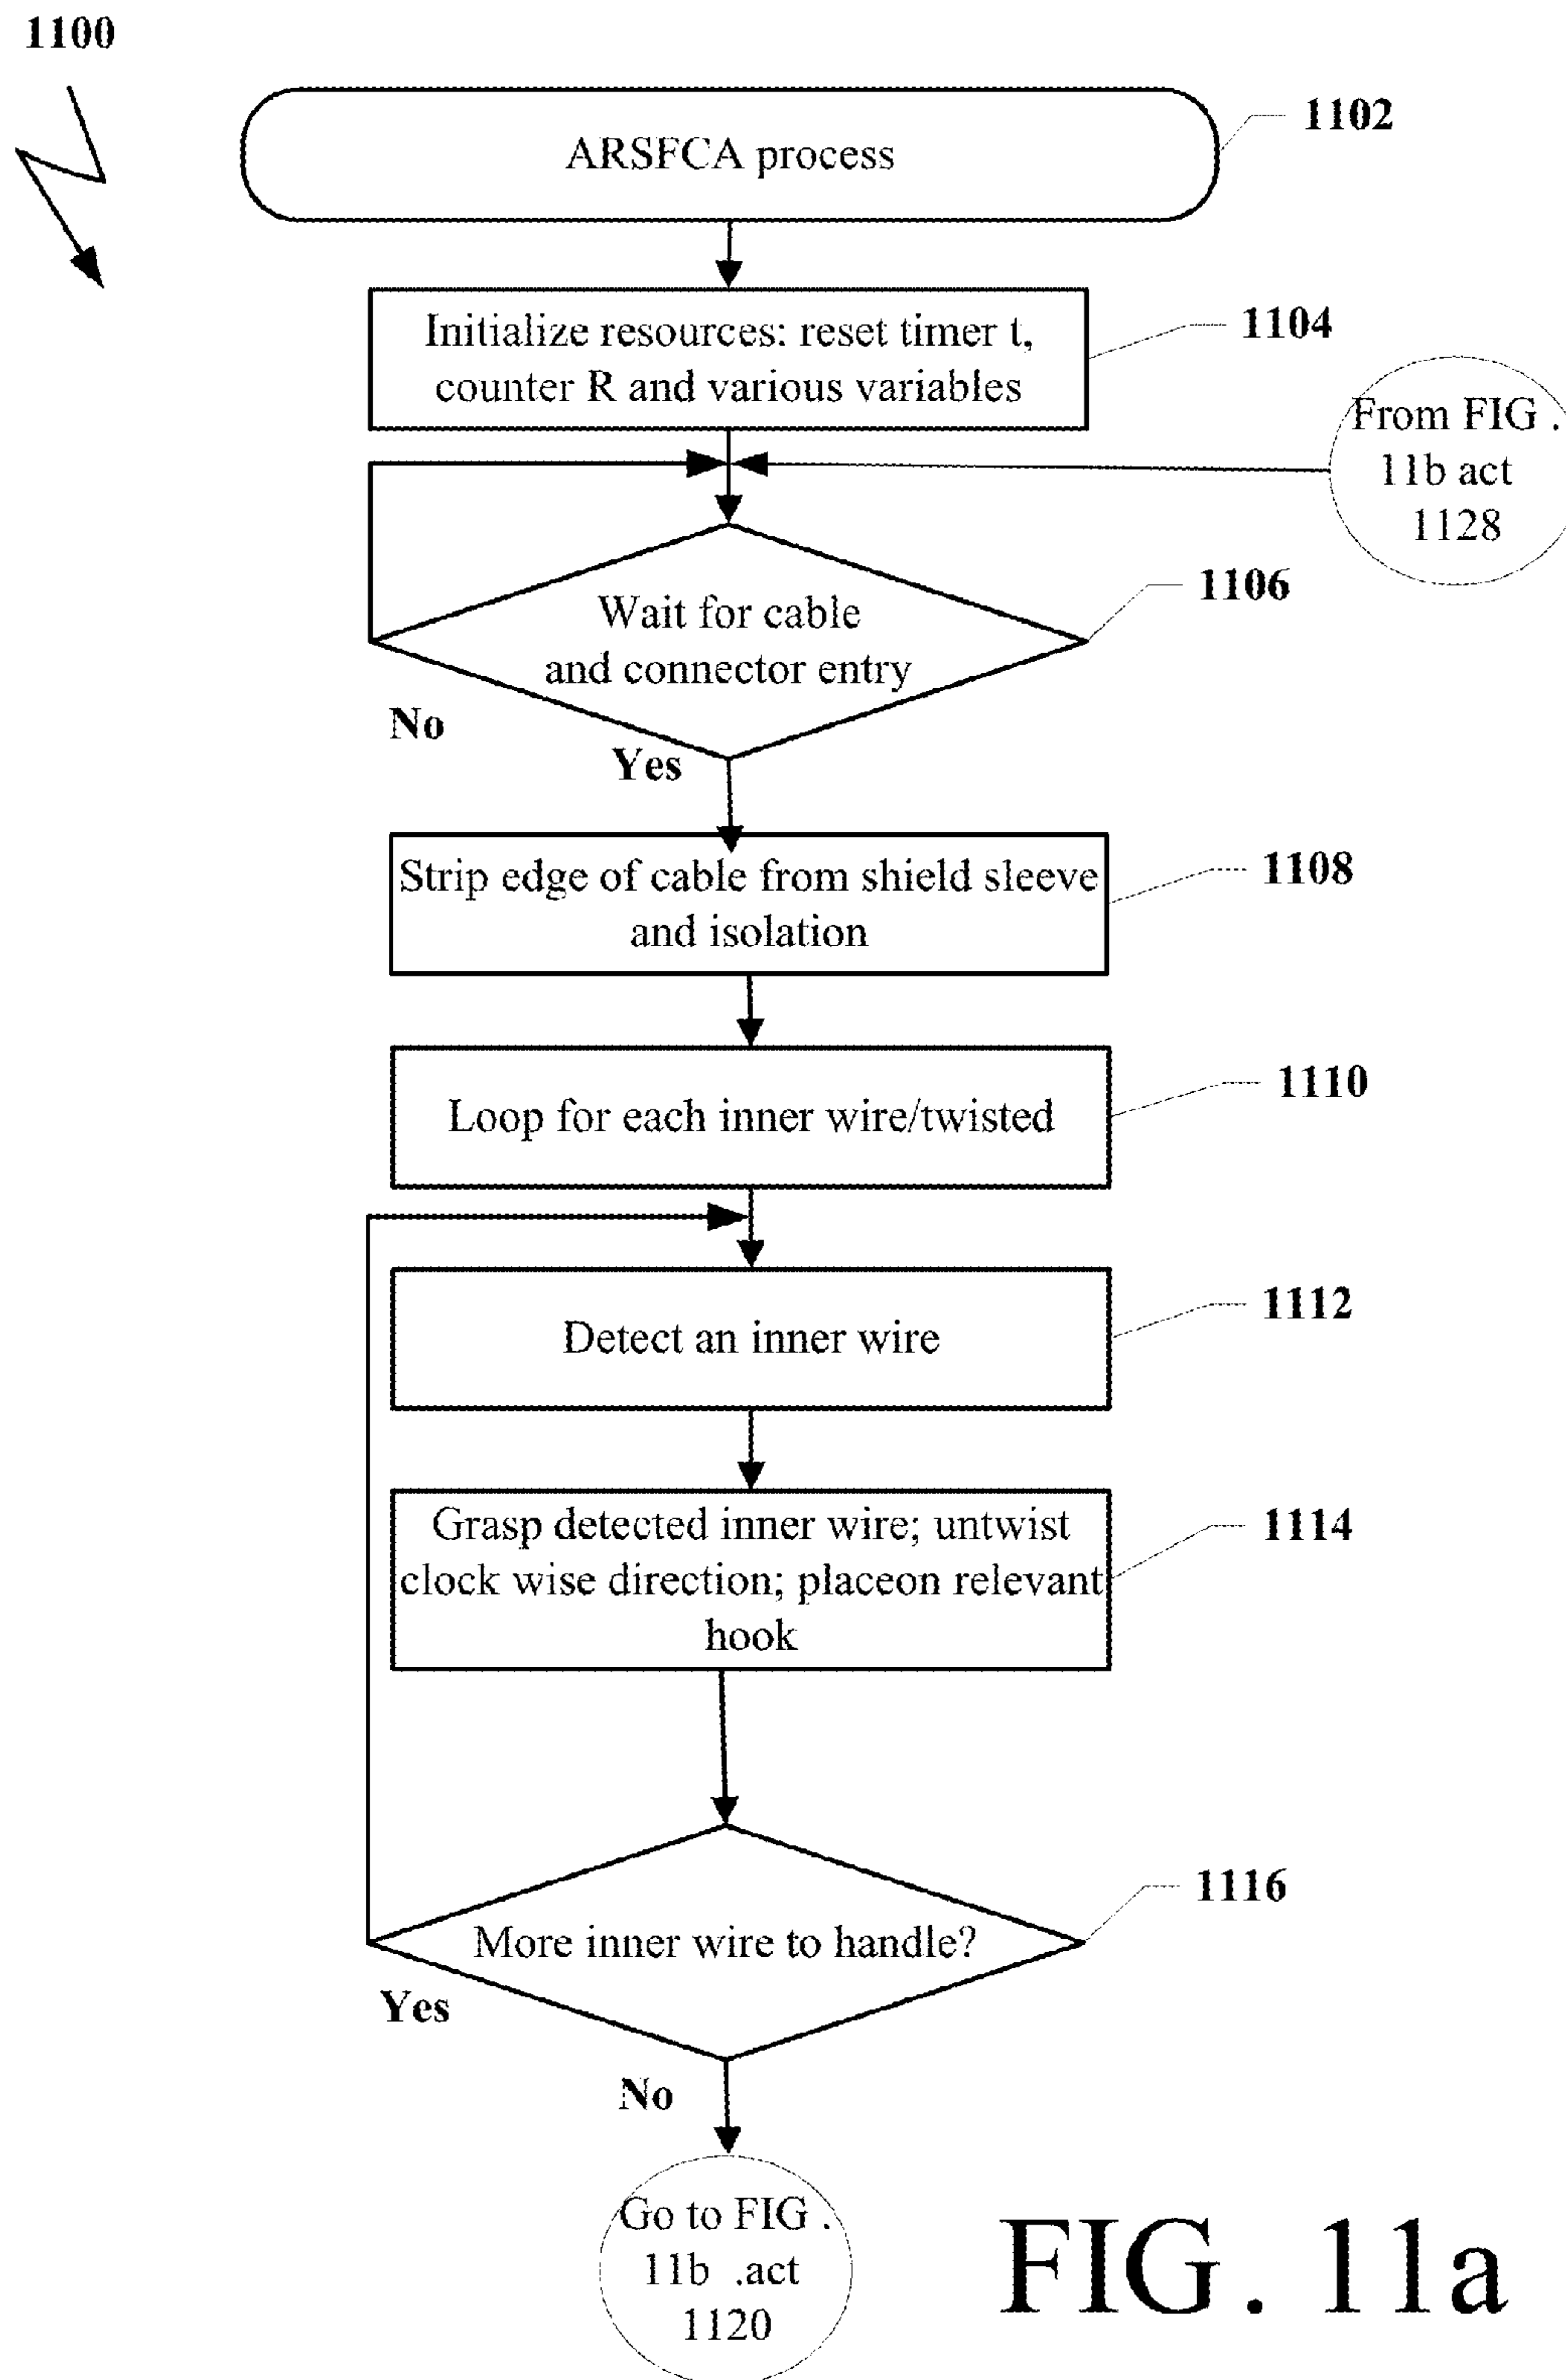 1100
ARSFCA process
1102
Initialize resources: reset timer t,
counter R and various variables
1104
From FIG .
11b act
1128
Wait for cable
and connector entry
1106
No
Yes
Strip edge of cable from shield sleeve
and isolation
1108
Loop for each inner wire/twisted
1110
Detect an inner wire
1112
Grasp detected inner wire; untwist
clock wise direction; placeon relevant
hook
1114
More inner wire to handle?
1116
Yes
No
Go to FIG .
11b .act
1120
FIG. 11a